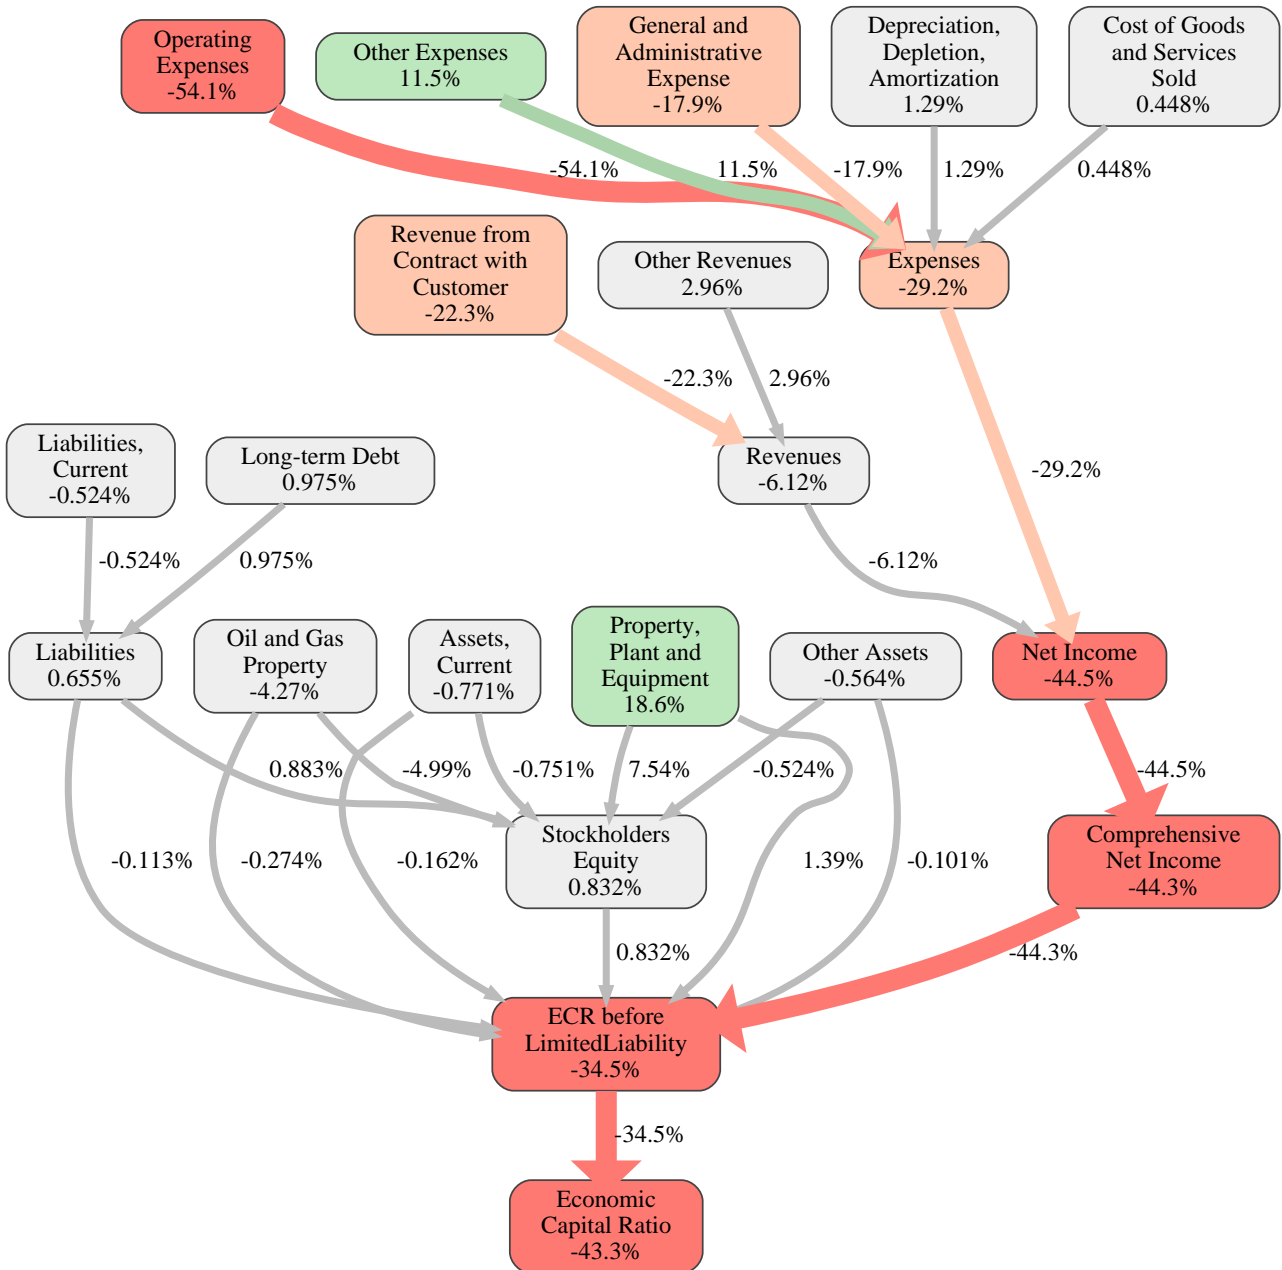 Operating
Expenses
-54.1%
Other Expenses
11.5%
General and
Administrative
Expense
-17.9%
Depreciation,
Depletion,
Amortization
1.29%
Cost of Goods
and Services
Sold
0.448%
-54.1%
11.5%
-17.9%
1.29%
0.448%
Revenue from
Contract with
Customer
-22.3%
Other Revenues
2.96%
Expenses
-29.2%
-22.3%
2.96%
Liabilities,
Current
-0.524%
Long-term Debt
0.975%
Revenues
-6.12%
-29.2%
-0.524%
0.975%
-6.12%
Liabilities
0.655%
Oil and Gas
Property
-4.27%
Assets,
Current
-0.771%
Property,
Plant and
Equipment
18.6%
Other Assets
-0.564%
Net Income
-44.5%
0.883%
-4.99%
-0.751%
7.54%
-0.524%
-44.5%
-0.113%
-0.274%
-0.162%
Stockholders
Equity
0.832%
1.39%
-0.101%
Comprehensive
Net Income
-44.3%
0.832%
-44.3%
ECR before
LimitedLiability
-34.5%
-34.5%
Economic
Capital Ratio
-43.3%